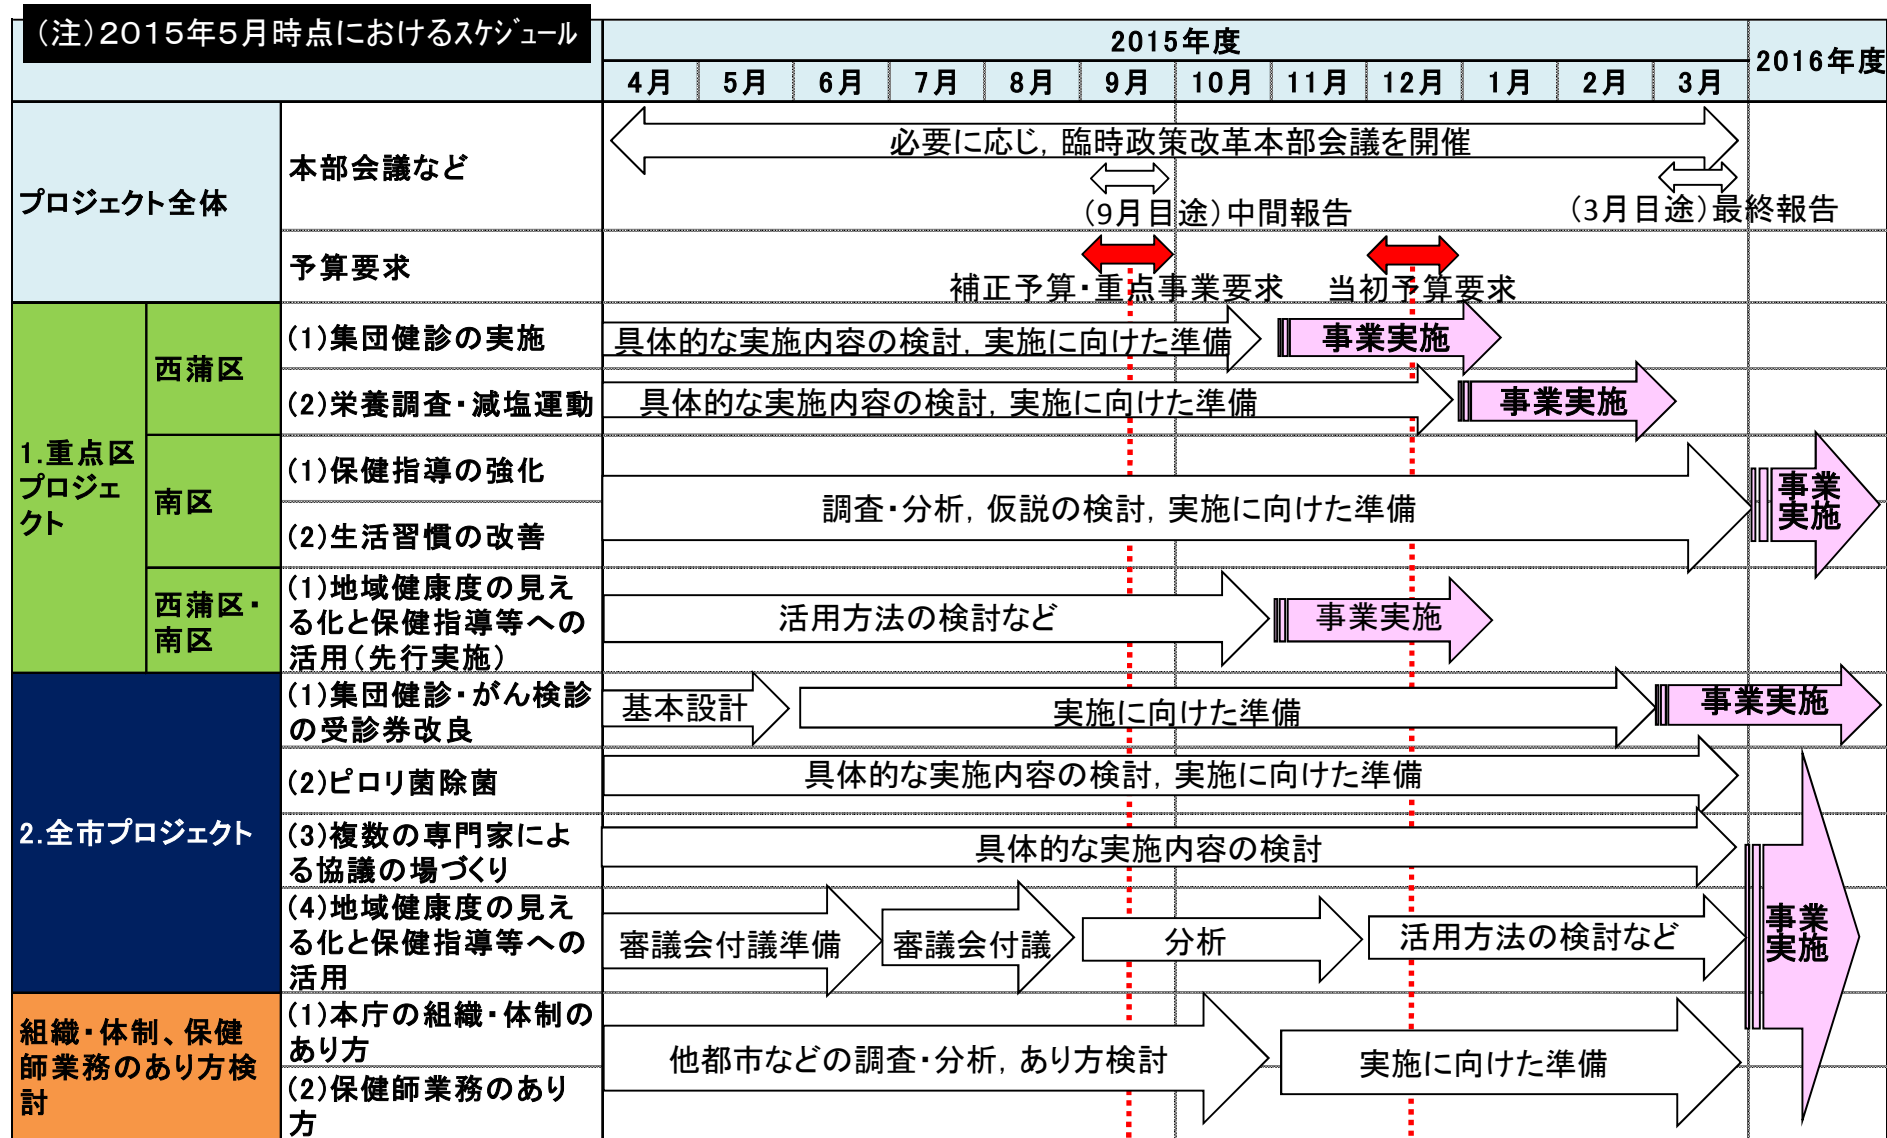 (注)2015年5月時点におけるスケジュール
2015年度
2016年度
4月 5月 6月 7月 8月 9月 10月 11月 12月 1月 2月 3月
プロジェクト全体
本部会議など
必要に応じ,臨時政策改革本部会議を開催
(9月目途)中間報告
(3月目途)最終報告
予算要求
補正予算・重点事業要求
当初予算要求
1.重点区
プロジェ
クト
西蒲区
(1)集団健診の実施
具体的な実施内容の検討,実施に向けた準備
事業実施
(2)栄養調査・減塩運動
具体的な実施内容の検討,実施に向けた準備
事業実施
南区
(1)保健指導の強化
(2)生活習慣の改善
調査・分析,仮説の検討,実施に向けた準備
事業
実施
西蒲区・
南区
(1)地域健康度の見え
る化と保健指導等への
活用(先行実施)
活用方法の検討など
事業実施
2.全市プロジェクト
(1)集団健診・がん検診
の受診券改良
基本設計
実施に向けた準備
事業実施
(2)ピロリ菌除菌
具体的な実施内容の検討,実施に向けた準備
(3)複数の専門家によ
る協議の場づくり
具体的な実施内容の検討
(4)地域健康度の見え
る化と保健指導等への
活用
審議会付議準備
審議会付議
分析
活用方法の検討など
事業
実施
組織・体制、保健
師業務のあり方検
討
(1)本庁の組織・体制の
あり方
(2)保健師業務のあり
方
他都市などの調査・分析,あり方検討
実施に向けた準備